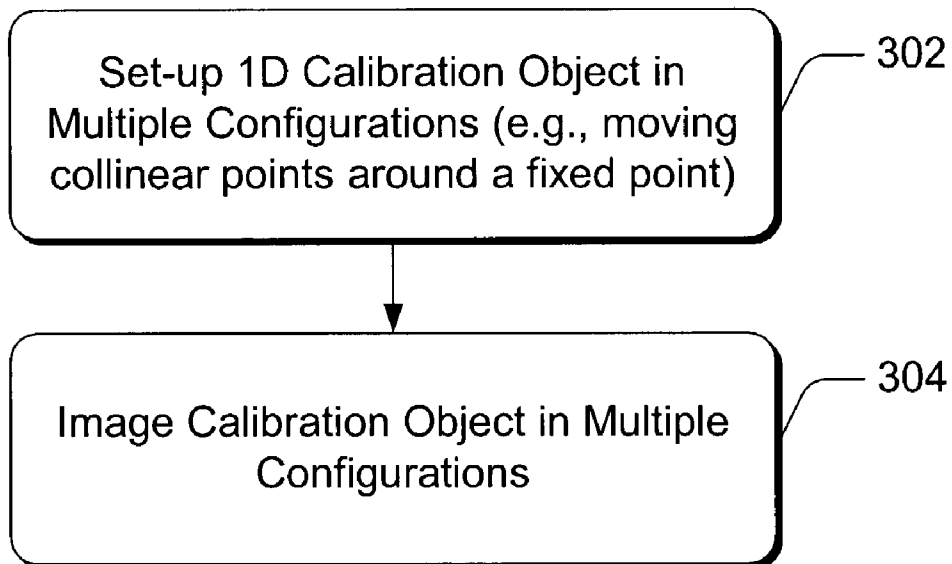 Set-up 1D Calibration Object in
Multiple Configurations (e.g., moving
collinear points around a fixed point)
302
Image Calibration Object in Multiple
Configurations
304